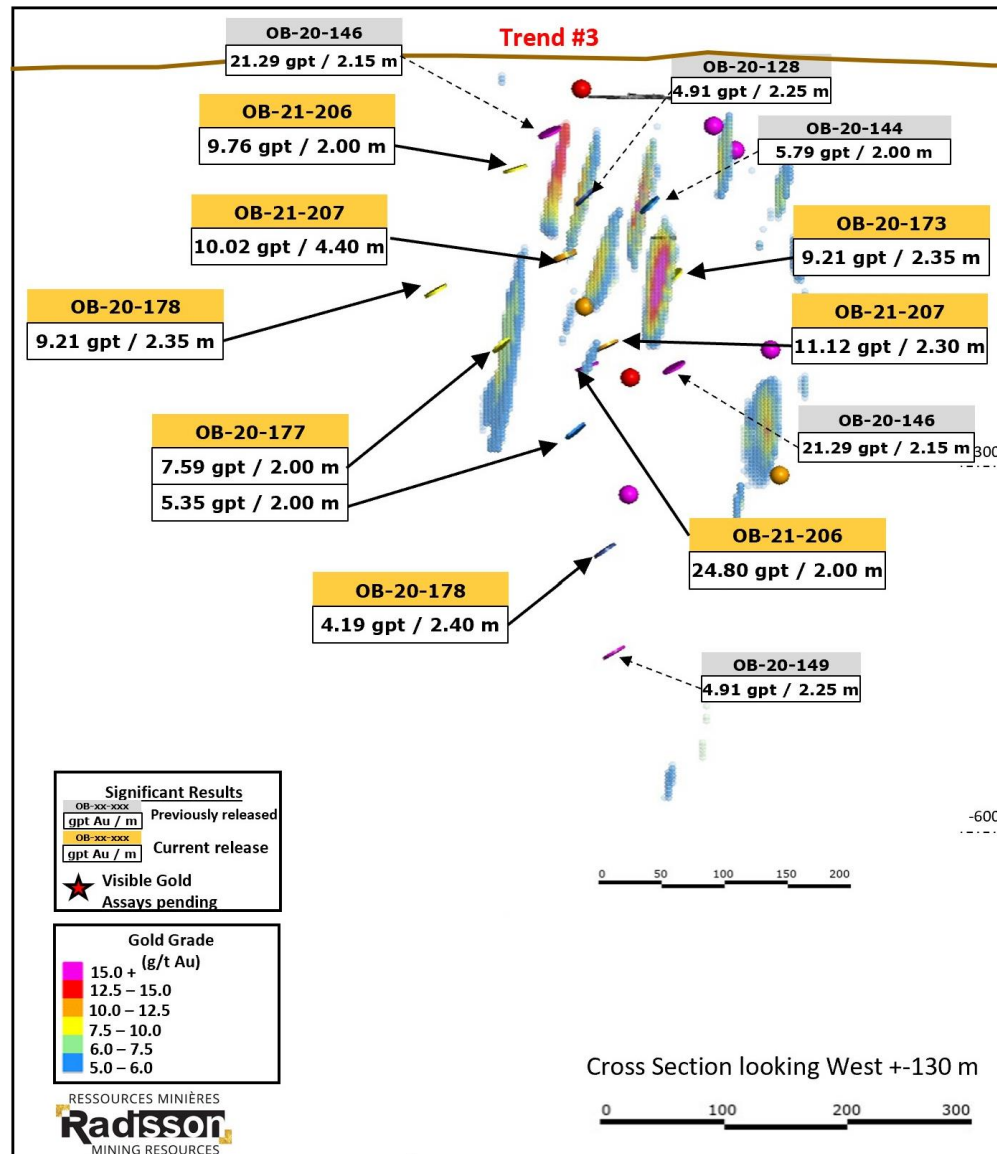 Trend #3
OB-20-146
21.29 gpt / 2.15 m
OB-20-128
4.91 gpt / 2.25 m
OB-21-206
9.76 gpt / 2.00 m
OB-20-144
5.79 gpt / 2.00 m
OB-21-207
10.02 gpt / 4.40 m
OB-20-173
9.21 gpt / 2.35 m
OB-20-178
9.21 gpt / 2.35 m
OB-21-207
11.12 gpt / 2.30 m
OB-20-146
21.29 gpt / 2.15 m
OB-20-177
7.59 gpt / 2.00 m
5.35 gpt / 2.00 m
300
OB-21-206
24.80 gpt / 2.00 m
OB-20-178
4.19 gpt / 2.40 m
OB-20-149
4.91 gpt / 2.25 m
-600
Significant Results
OB-xx-xxx
gpt Au / m
Previously released
OB-xx-xxx
gpt Au / m
Current release
Visible Gold
Assays pending
0 50 100 150 200
Gold Grade
(g/t Au)
15.0 +
12.5 – 15.0
10.0 – 12.5
7.5 – 10.0
6.0 – 7.5
5.0 – 6.0
Cross Section looking West +-130 m
0 100 200 300
RESSOURCES MINIÈRES
Radisson
MINING RESOURCES